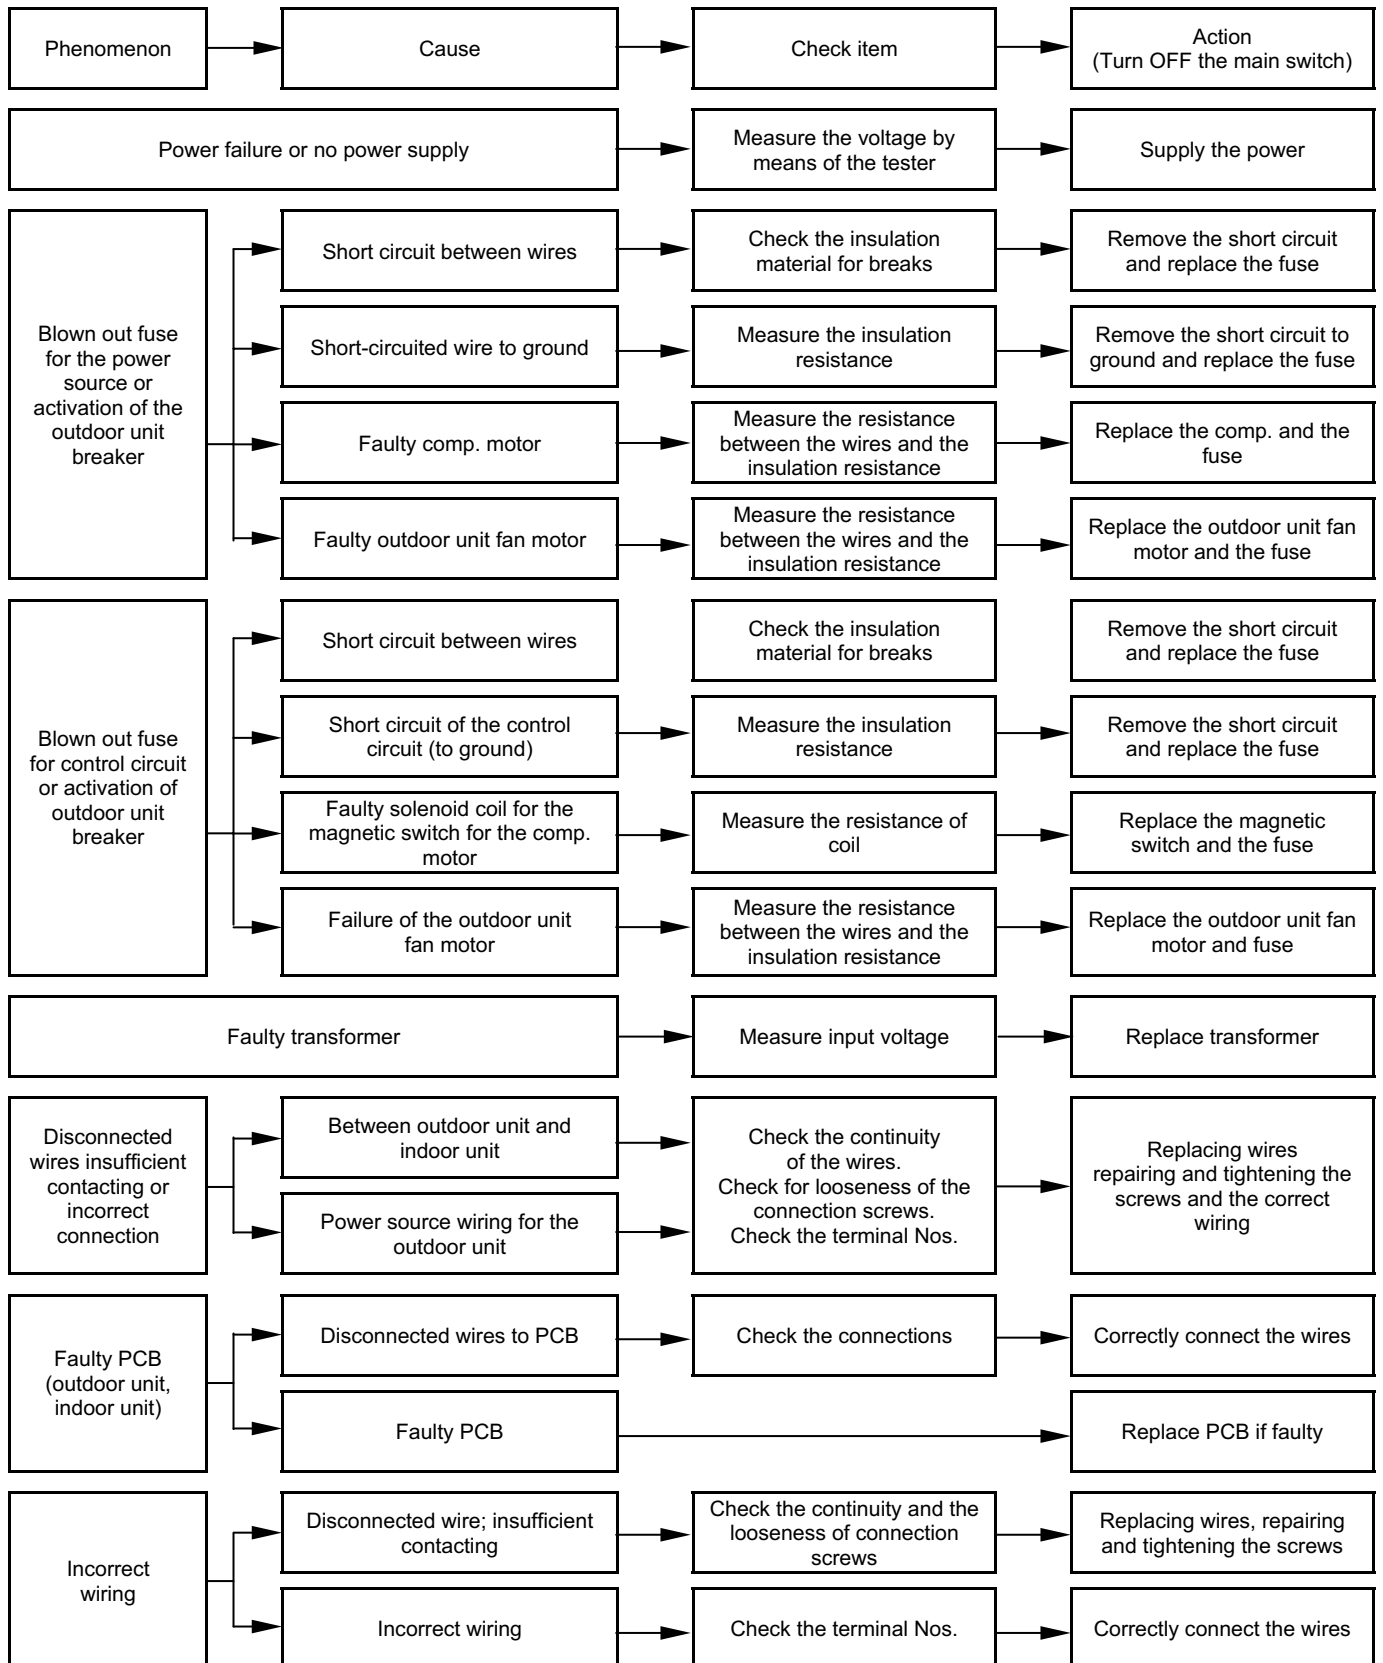 Phenomenon
Cause
Check item
Action
(Turn OFF the main switch)
Power failure or no power supply
Measure the voltage by
means of the tester
Supply the power
Blown out fuse
for the power
source or
activation of the
outdoor unit
breaker
Short circuit between wires
Check the insulation
material for breaks
Remove the short circuit
and replace the fuse
Short-circuited wire to ground
Measure the insulation
resistance
Remove the short circuit to
ground and replace the fuse
Faulty comp. motor
Measure the resistance
between the wires and the
insulation resistance
Replace the comp. and the
fuse
Faulty outdoor unit fan motor
Measure the resistance
between the wires and the
insulation resistance
Replace the outdoor unit fan
motor and the fuse
Blown out fuse
for control circuit
or activation of
outdoor unit
breaker
Short circuit between wires
Check the insulation
material for breaks
Remove the short circuit
and replace the fuse
Short circuit of the control
circuit (to ground)
Measure the insulation
resistance
Remove the short circuit
and replace the fuse
Faulty solenoid coil for the
magnetic switch for the comp.
motor
Measure the resistance of
coil
Replace the magnetic
switch and the fuse
Failure of the outdoor unit
fan motor
Measure the resistance
between the wires and the
insulation resistance
Replace the outdoor unit fan
motor and fuse
Faulty transformer
Measure input voltage
Replace transformer
Disconnected
wires insufficient
contacting or
incorrect
connection
Between outdoor unit and
indoor unit
Power source wiring for the
outdoor unit
Check the continuity
of the wires.
Check for looseness of the
connection screws.
Check the terminal Nos.
Replacing wires
repairing and tightening the
screws and the correct
wiring
Faulty PCB
(outdoor unit,
indoor unit)
Disconnected wires to PCB
Check the connections
Correctly connect the wires
Faulty PCB
Replace PCB if faulty
Incorrect
wiring
Disconnected wire; insufficient
contacting
Check the continuity and the
looseness of connection
screws
Replacing wires, repairing
and tightening the screws
Incorrect wiring
Check the terminal Nos.
Correctly connect the wires